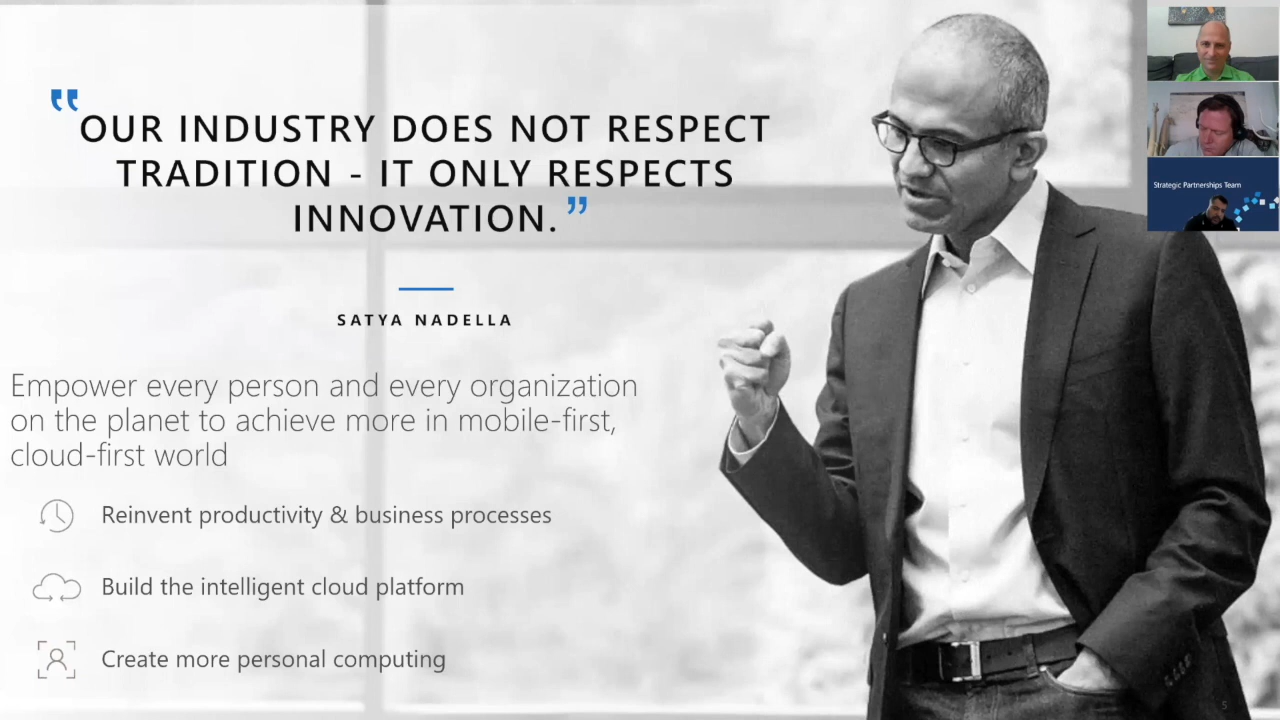 "OUR INDUSTRY DOES NOT RESPECT
TRADITION - IT ONLY RESPECTS
INNOVATION."
SATYA NADELLA
Empower every person and every organization
on the planet to achieve more in mobile-first,
cloud-first world
Reinvent productivity & business processes
Build the intelligent cloud platform
Create more personal computing
Strategic Partnerships Team
5